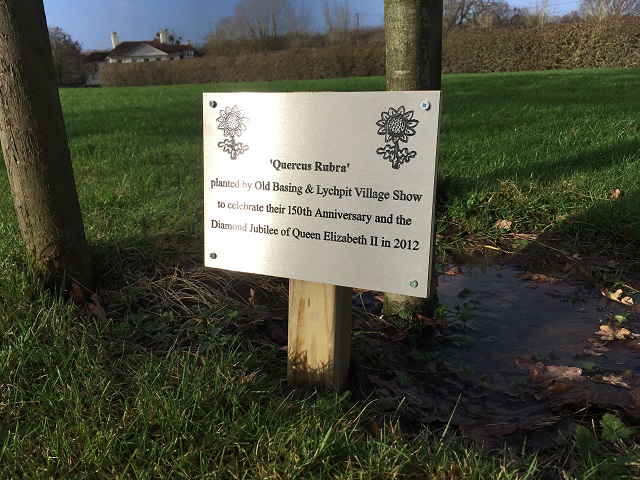 'Quercus Rubra'
planted by Old Basing & Lychpit Village Show
to celebrate their 150th Anniversary and the
Diamond Jubilee of Queen Elizabeth II in 2012